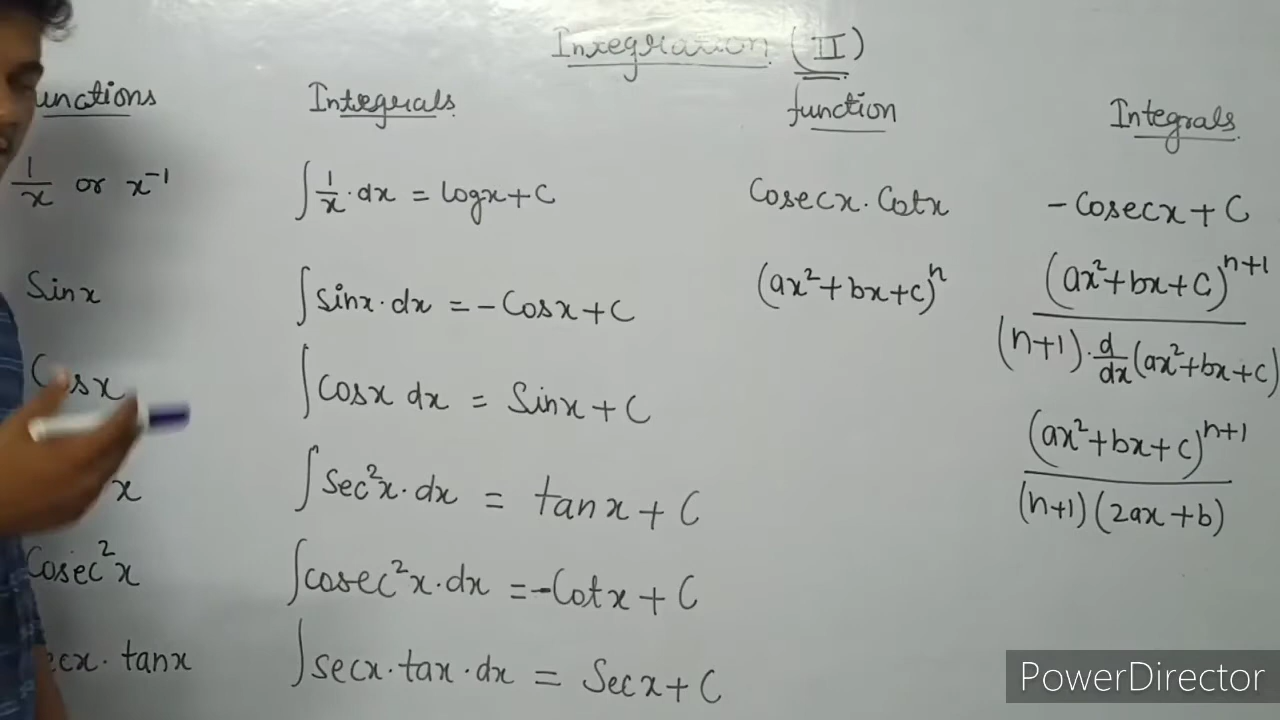 Integration (II)
unctions Integrals function Integrals
1/x or x⁻¹ ∫ 1/x · dx = logx + C Cosecx. Cotx - Cosecx + C
Sinx ∫ sinx · dx = - Cosx + C (ax² + bx + c)ⁿ (ax² + bx + c)ⁿ⁺¹ / (n+1) · d/dx (ax² + bx + c)
Cosx ∫ Cosx dx = Sinx + C (ax² + bx + c)ⁿ⁺¹ / (n+1) (2ax + b)
x ∫ Sec²x · dx = tanx + C
Cosec²x ∫ cosec²x · dx = - Cotx + C
ecx · tanx ∫ secx · tax · dx = Secx + C
PowerDirector